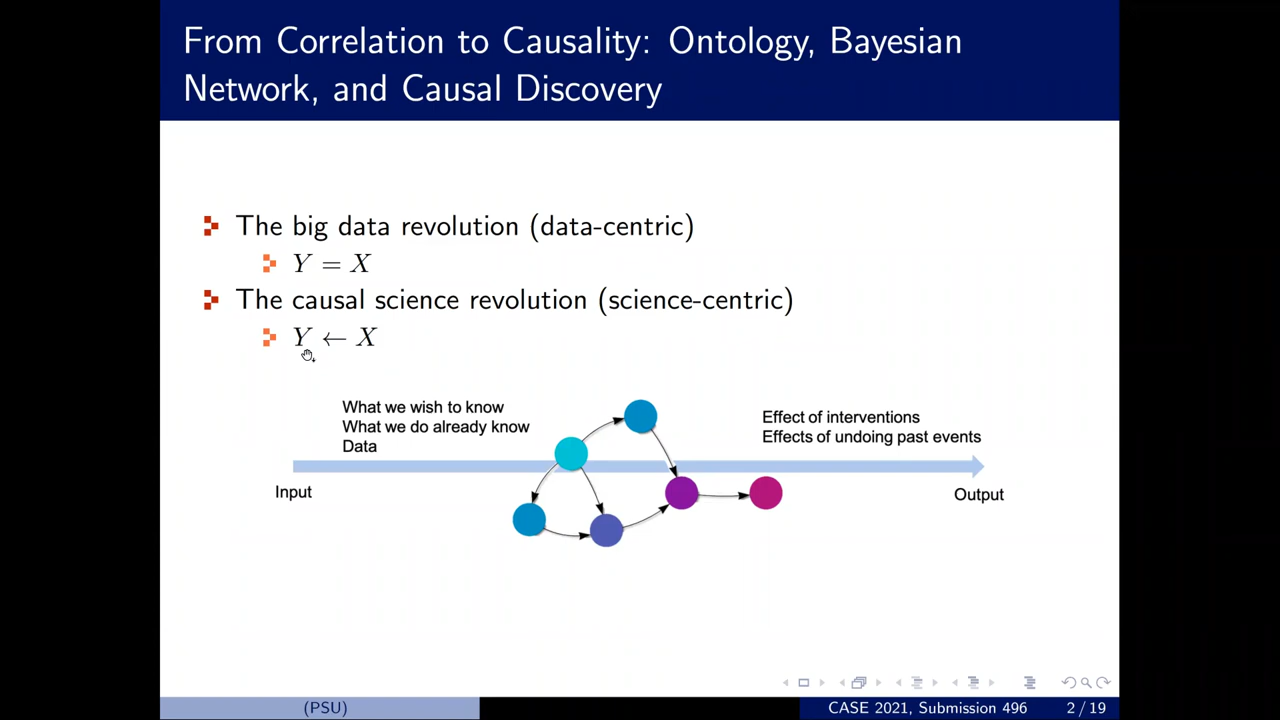 From Correlation to Causality: Ontology, Bayesian
Network, and Causal Discovery
The big data revolution (data-centric)
Y = X
The causal science revolution (science-centric)
Y ← X
What we wish to know
What we do already know
Data
Effect of interventions
Effects of undoing past events
Input
Output
(PSU)
CASE 2021, Submission 496
2 / 19